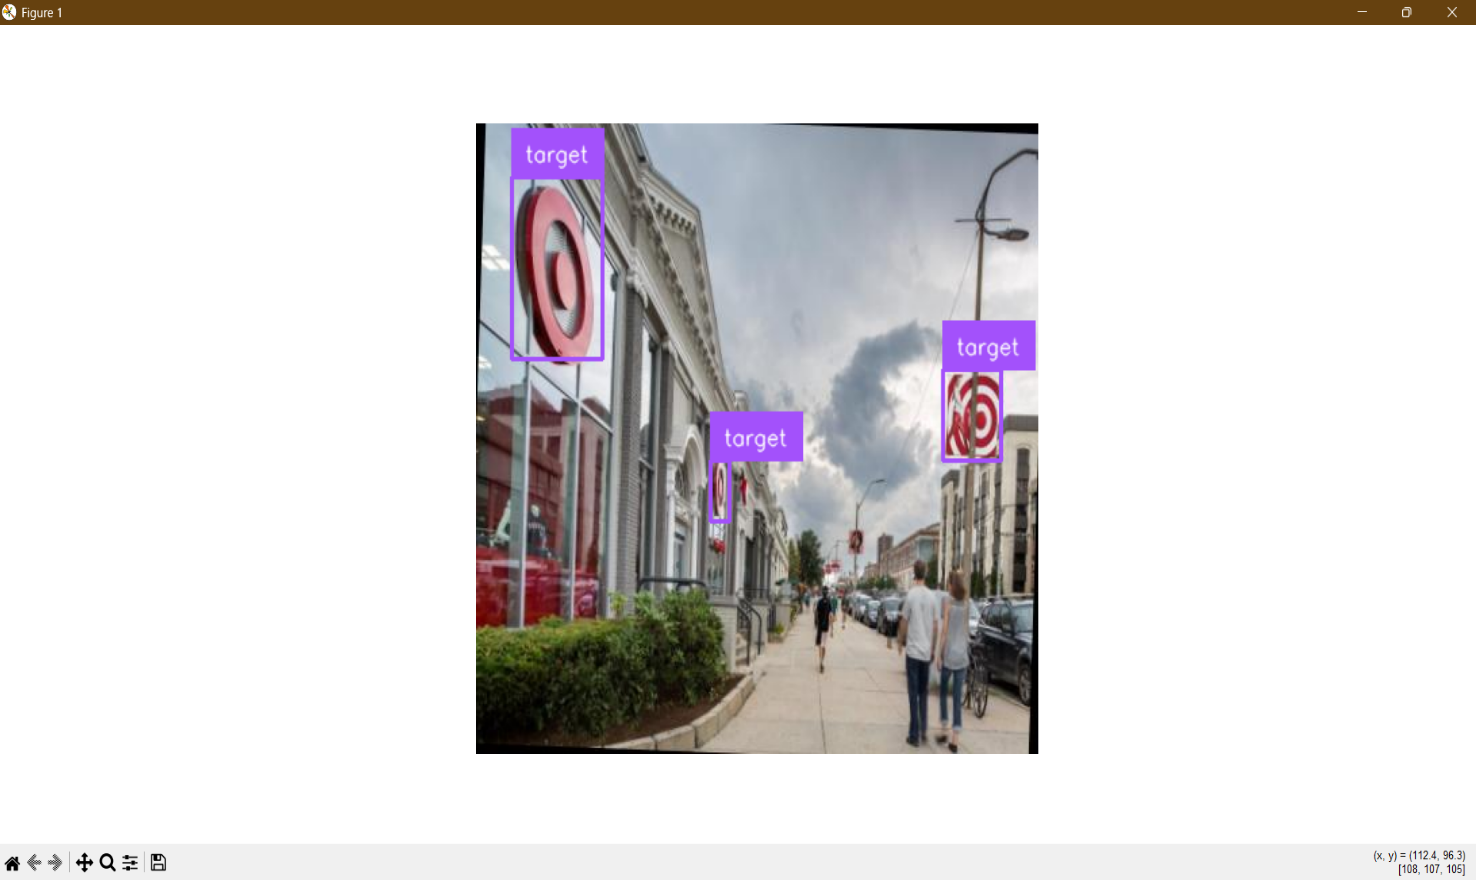 Figure 1
target
target
target
(x, y) = (112.4, 96.3)
[108, 107, 105]